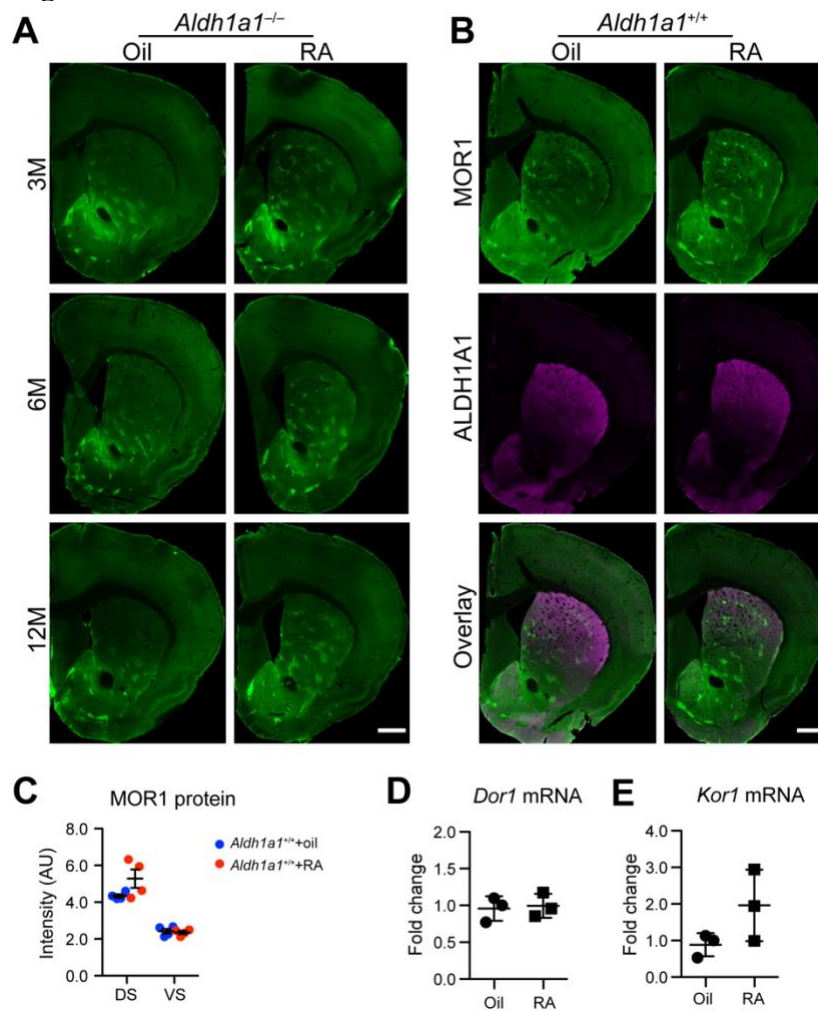 A
Aldh1a1–/–
Oil
RA
3M
6M
12M
B
Aldh1a1+/+
Oil
RA
MOR1
ALDH1A1
Overlay
C
MOR1 protein
Intensity (AU)
8.0
6.0
4.0
2.0
0.0
DS
VS
Aldh1a1+/++oil
Aldh1a1+/++RA
D
Dor1 mRNA
Fold change
2.0
1.5
1.0
0.5
0.0
Oil
RA
E
Kor1 mRNA
Fold change
4.0
3.0
2.0
1.0
0.0
Oil
RA